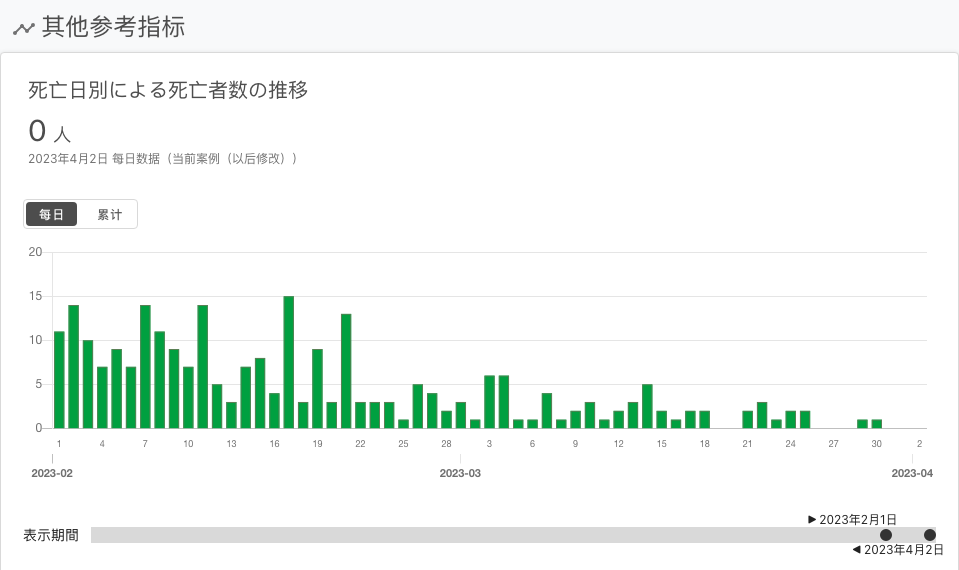 其他参考指标
死亡日別による死亡者数の推移
0 人
2023年4月2日 每日数据（当前案例（以后修改））
每日 累计
20
15
10
5
0
1 4 7 10 13 16 19 22 25 28 3 6 9 12 15 18 21 24 27 30 2
2023-02 2023-03 2023-04
2023年2月1日
表示期間
2023年4月2日